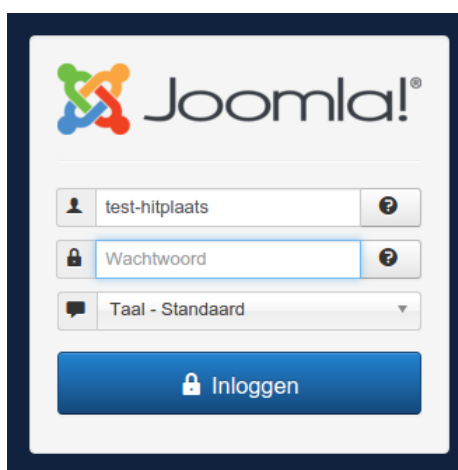 Joomla!®
test-hitplaats
Wachtwoord
Taal - Standaard
Inloggen